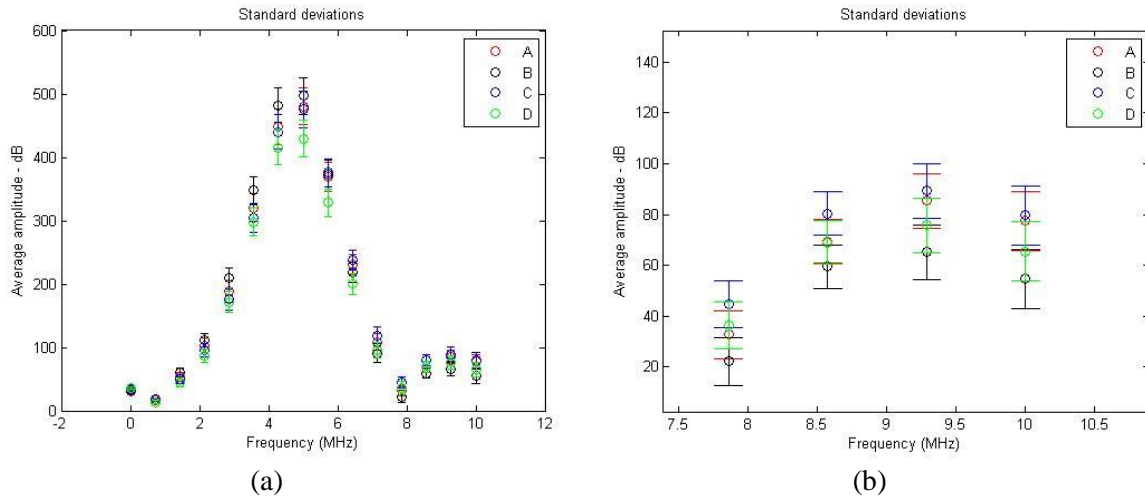 Standard deviations
600
500
400
300
200
100
0
-2
0
2
4
6
8
10
12
Average amplitude - dB
Frequency (MHz)
A
B
C
D
(a)
Standard deviations
140
120
100
80
60
40
20
7.5
8
8.5
9
9.5
10
10.5
Average amplitude - dB
Frequency (MHz)
A
B
C
D
(b)